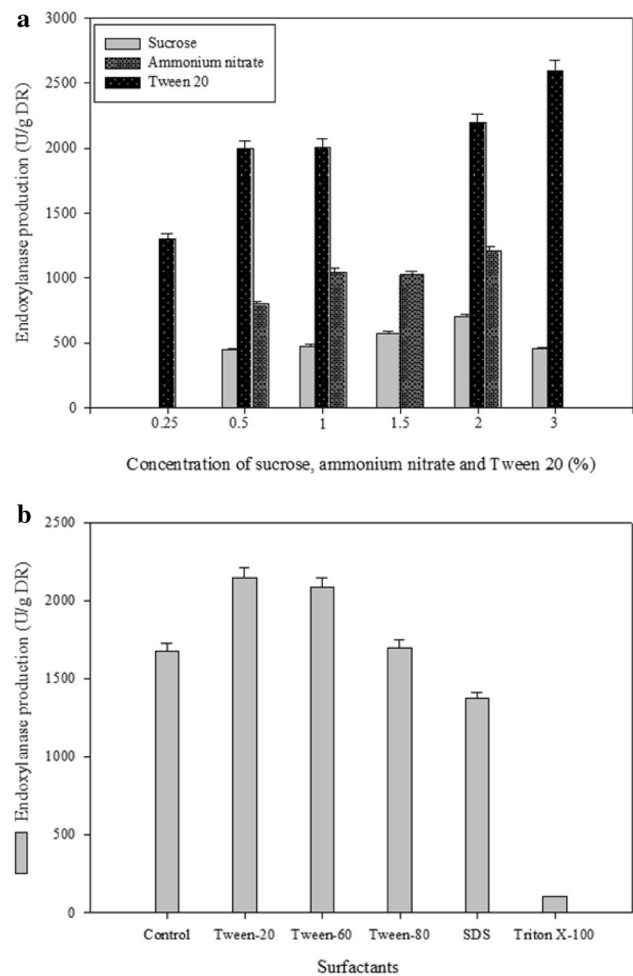 a
3000
2500
2000
1500
1000
500
0
Endoxylanase production (U/g DR)
Sucrose
Ammonium nitrate
Tween 20
0.25 0.5 1 1.5 2 3
Concentration of sucrose, ammonium nitrate and Tween 20 (%)
b
2500
2000
1500
1000
500
0
Endoxylanase production (U/g DR)
Control Tween-20 Tween-60 Tween-80 SDS Triton X-100
Surfactants